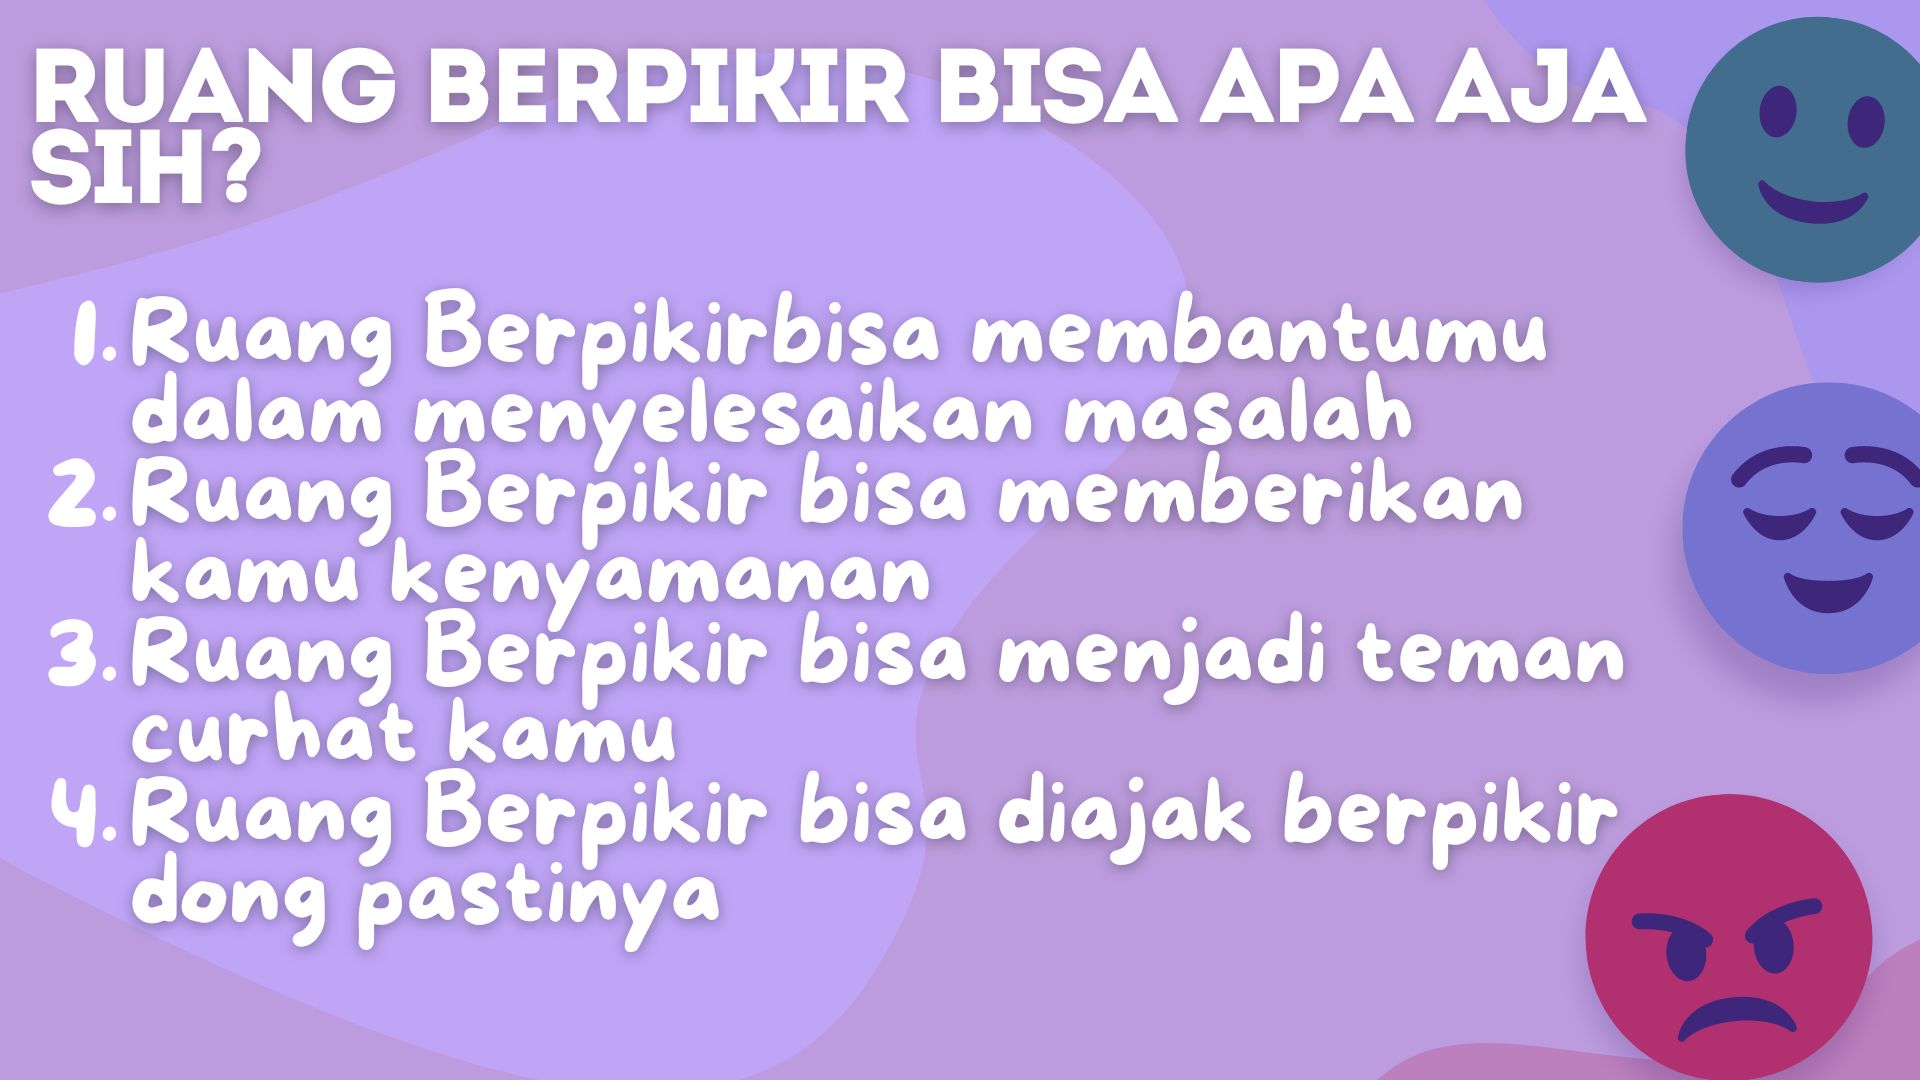 RUANG BERPIKIR BISA APA AJA
SIH?
1. Ruang Berpikirbisa membantumu
dalam menyelesaikan masalah
2. Ruang Berpikir bisa memberikan
kamu kenyamanan
3. Ruang Berpikir bisa menjadi teman
curhat kamu
4. Ruang Berpikir bisa diajak berpikir
dong pastinya